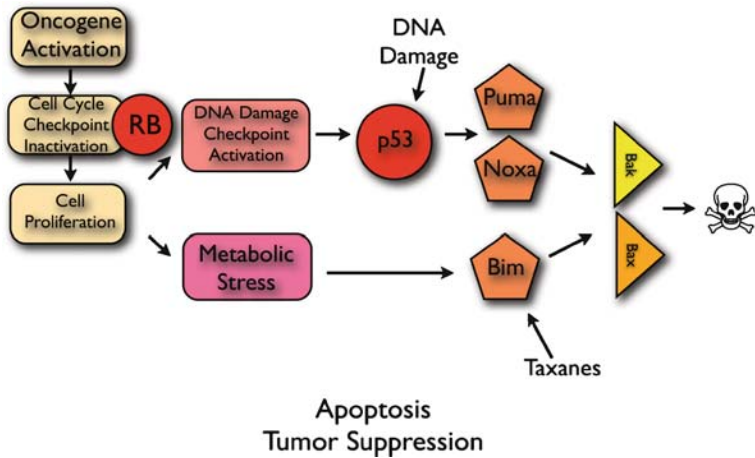 Oncogene
Activation
Cell Cycle
Checkpoint
Inactivation
RB
Cell
Proliferation
DNA Damage
Checkpoint
Activation
Metabolic
Stress
DNA
Damage
p53
Puma
Noxa
Bim
Taxanes
Bak
Bax
Apoptosis
Tumor Suppression